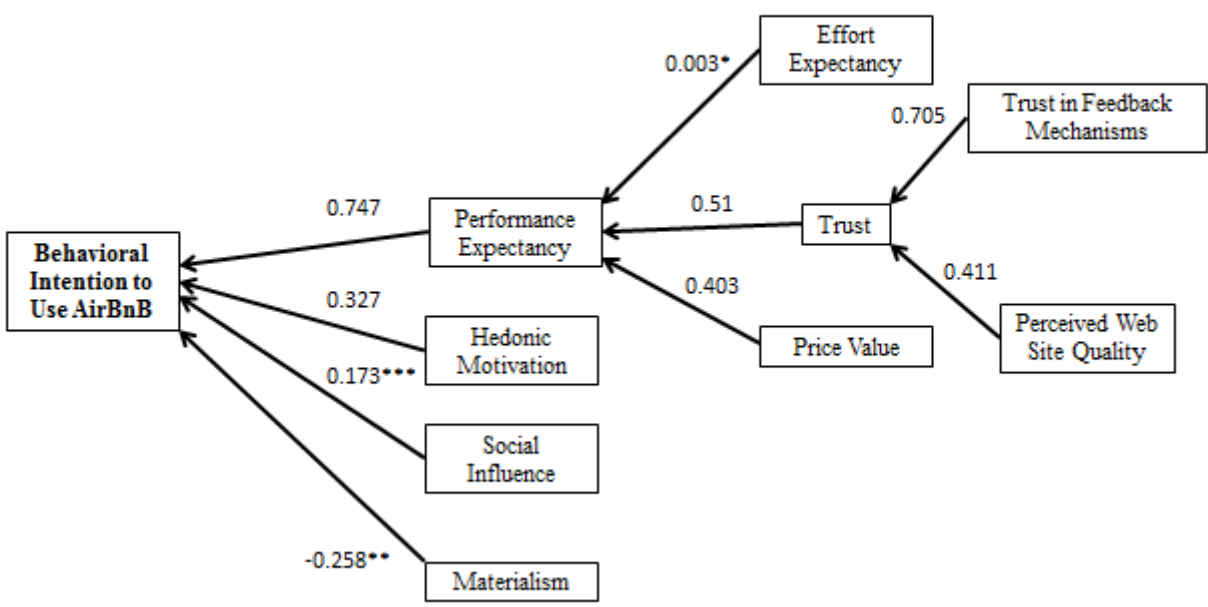 Effort
Expectancy
0.003*
Trust in Feedback
Mechanisms
0.705
0.747
Performance
Expectancy
0.51
Trust
Behavioral
Intention to
Use AirBnB
0.327
0.403
0.411
Hedonic
Motivation
Price Value
Perceived Web
Site Quality
0.173***
Social
Influence
-0.258**
Materialism